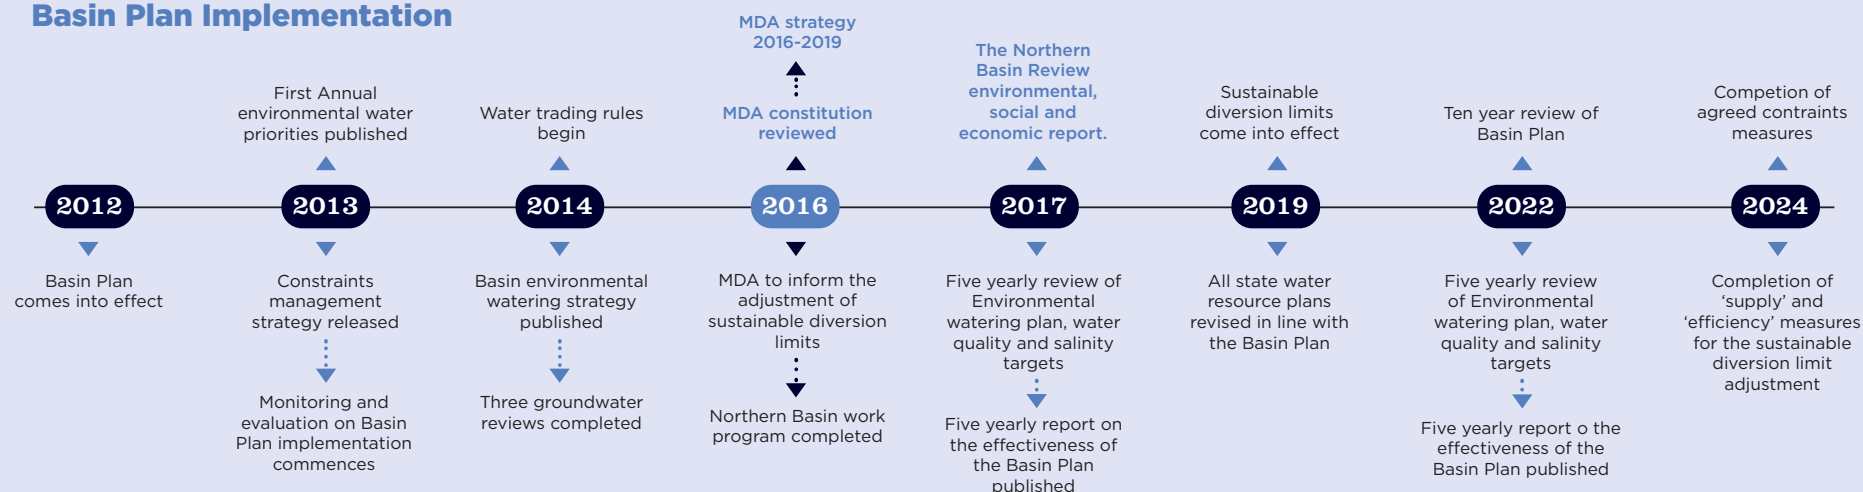 Basin Plan Implementation
2012
Basin Plan
comes into effect
First Annual
environmental water
priorities published
2013
Constraints
management
strategy released
Monitoring and
evaluation on Basin
Plan implementation
commences
Water trading rules
begin
2014
Basin environmental
watering strategy
published
Three groundwater
reviews completed
MDA strategy
2016-2019
MDA constitution
reviewed
2016
MDA to inform the
adjustment of
sustainable diversion
limits
Northern Basin work
program completed
The Northern
Basin Review
environmental,
social and
economic report.
2017
Five yearly review of
Environmental
watering plan, water
quality and salinity
targets
Five yearly report on
the effectiveness of
the Basin Plan
published
Sustainable
diversion limits
come into effect
2019
All state water
resource plans
revised in line with
the Basin Plan
Ten year review of
Basin Plan
2022
Five yearly review
of Environmental
watering plan, water
quality and salinity
targets
Five yearly report o the
effectiveness of the
Basin Plan published
Competion of
agreed contraints
measures
2024
Completion of
‘supply’ and
‘efficiency’ measures
for the sustainable
diversion limit
adjustment